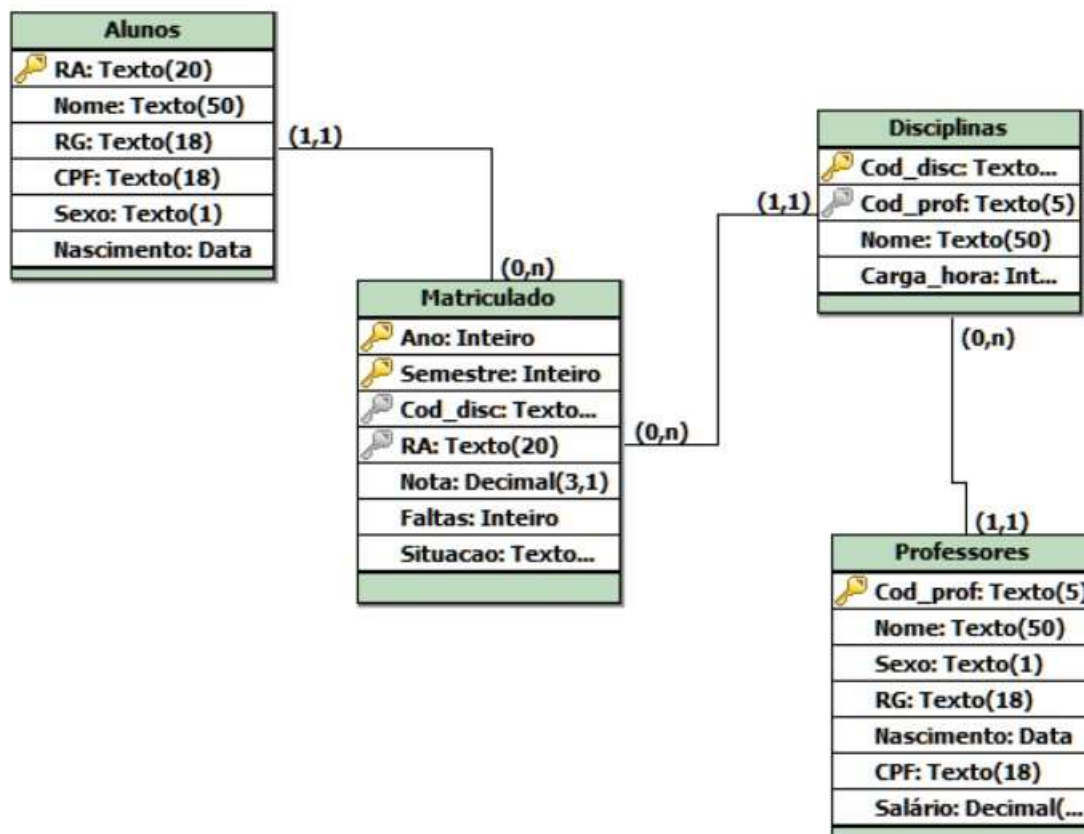 Alunos
RA: Texto(20)
Nome: Texto(50)
RG: Texto(18)
CPF: Texto(18)
Sexo: Texto(1)
Nascimento: Data
(1,1)
(0,n)
Matriculado
Ano: Inteiro
Semestre: Inteiro
Cod_disc: Texto...
RA: Texto(20)
Nota: Decimal(3,1)
Faltas: Inteiro
Situacao: Texto...
(0,n)
(1,1)
Disciplinas
Cod_disc: Texto...
Cod_prof: Texto(5)
Nome: Texto(50)
Carga_hora: Int...
(0,n)
(1,1)
Professores
Cod_prof: Texto(5)
Nome: Texto(50)
Sexo: Texto(1)
RG: Texto(18)
Nascimento: Data
CPF: Texto(18)
Salário: Decimal(...